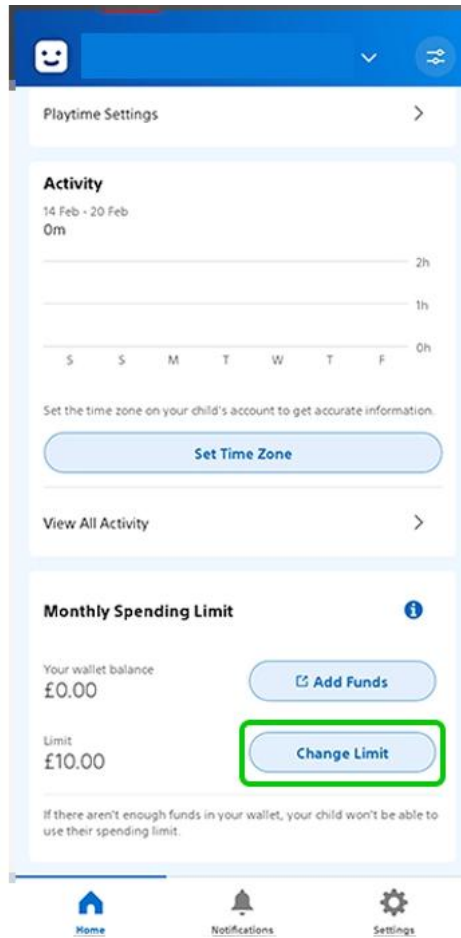 Playtime Settings
Activity
14 Feb - 20 Feb
0m
2h
1h
0h
S S M T W T F
Set the time zone on your child's account to get accurate information.
Set Time Zone
View All Activity
Monthly Spending Limit
Your wallet balance
£0.00
Add Funds
Limit
£10.00
Change Limit
If there aren't enough funds in your wallet, your child won't be able to
use their spending limit.
Home Notifications Settings